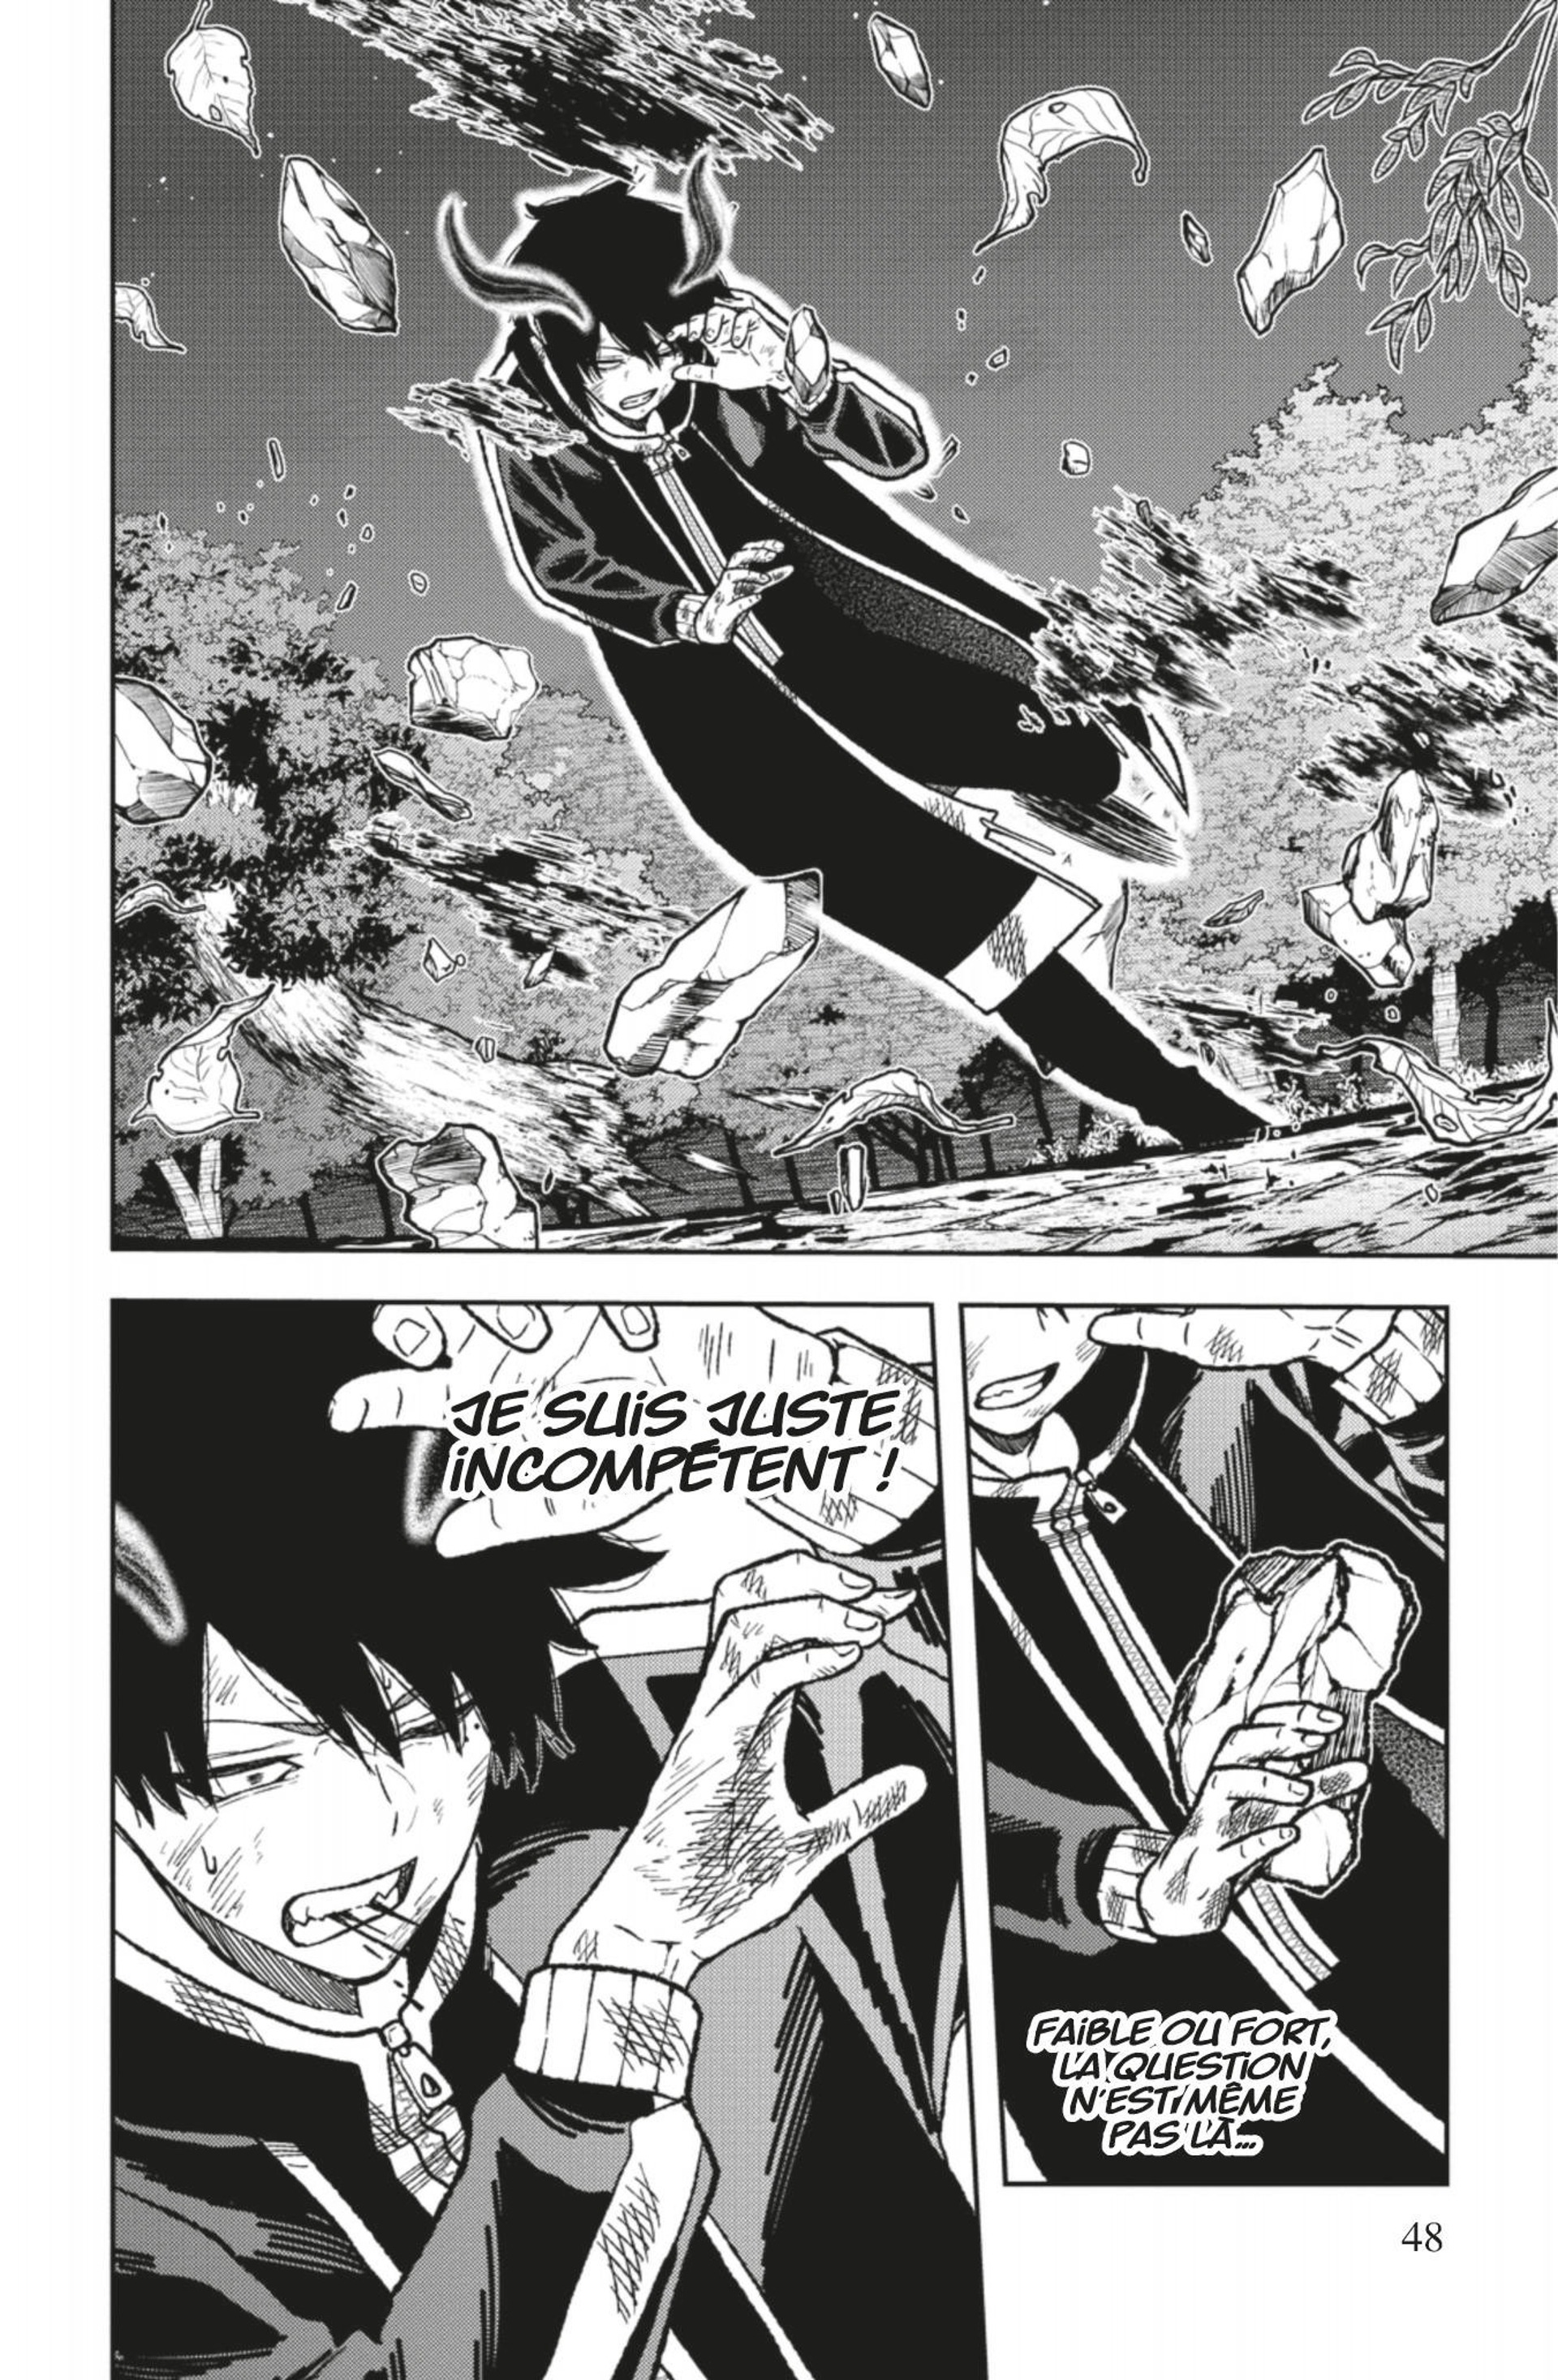 FAIBLE OU FORT,
LA QUESTION
N'EST MÊME
PAS LÀ...
JE SUIS JUSTE
INCOMPÉTENT !
48